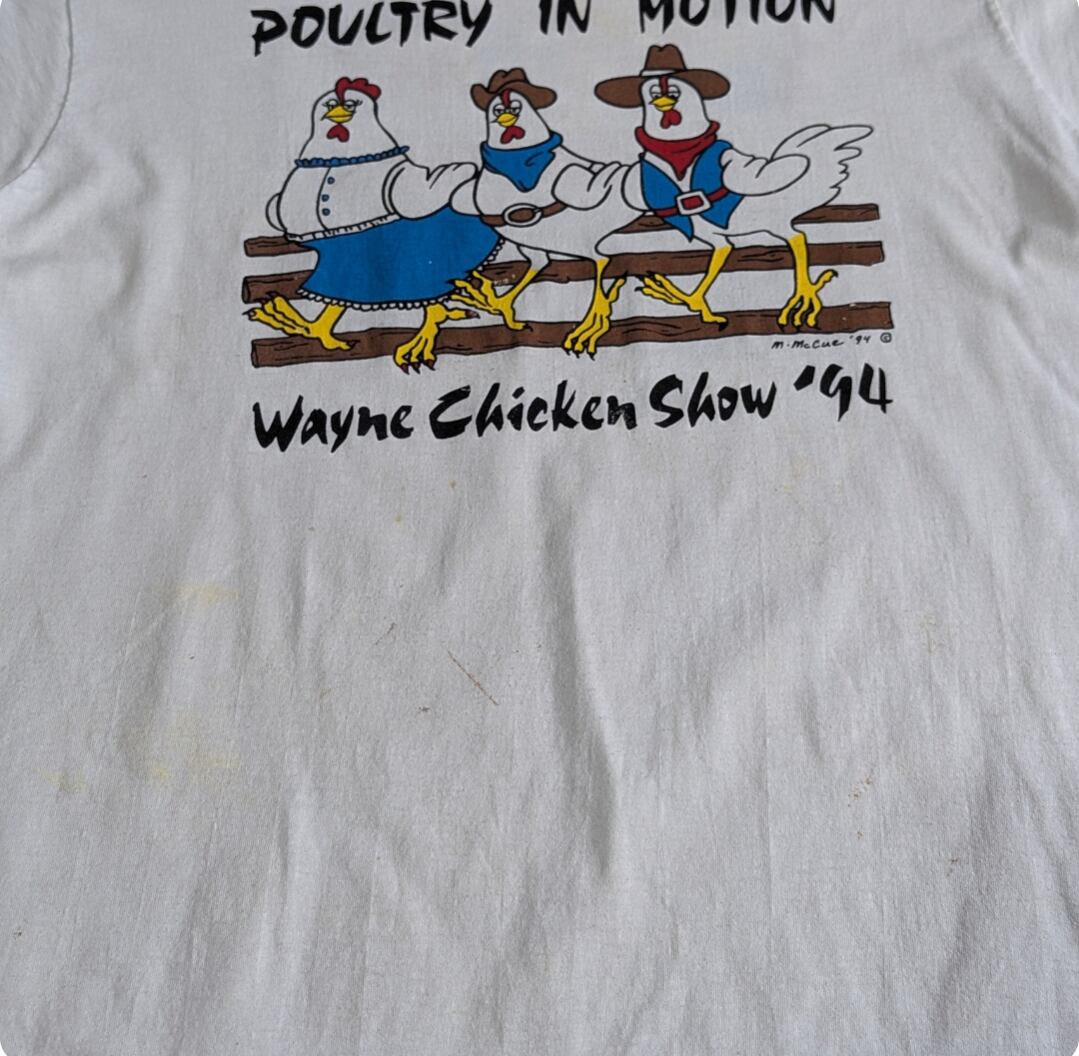 POULTRY IN MOTION
M. McCue '94 ©
Wayne Chicken Show '94